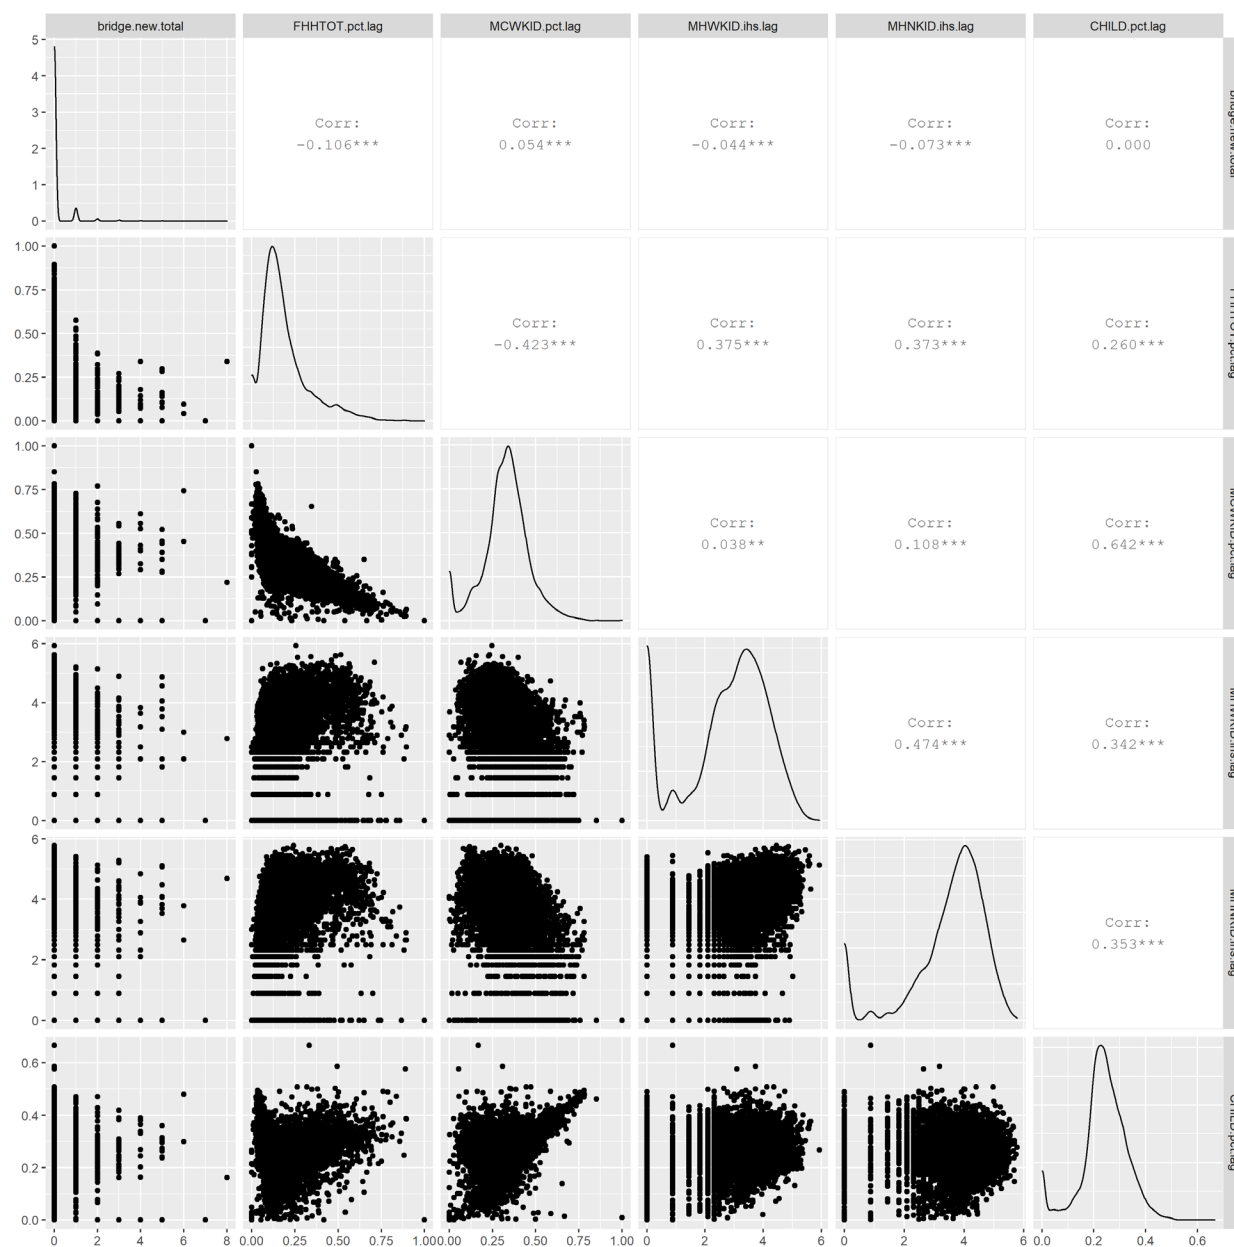 bridge.new.total FHHTOT.pct.lag MCWKID.pct.lag MHWKID.ihs.lag MHNKID.ihs.lag CHILD.pct.lag
5
4
3
2
1
0
Corr:
-0.106***
Corr:
0.054***
Corr:
-0.044***
Corr:
-0.073***
Corr:
0.000
1.00
0.75
0.50
0.25
0.00
Corr:
-0.423***
Corr:
0.375***
Corr:
0.373***
Corr:
0.260***
1.00
0.75
0.50
0.25
0.00
Corr:
0.038**
Corr:
0.108***
Corr:
0.642***
6
4
2
0
Corr:
0.474***
Corr:
0.342***
6
4
2
0
Corr:
0.353***
0.6
0.4
0.2
0.0
0 2 4 6 8 0.00 0.25 0.50 0.75 1.00 0.00 0.25 0.50 0.75 1.00 0 2 4 6 0 2 4 6 0.0 0.2 0.4 0.6